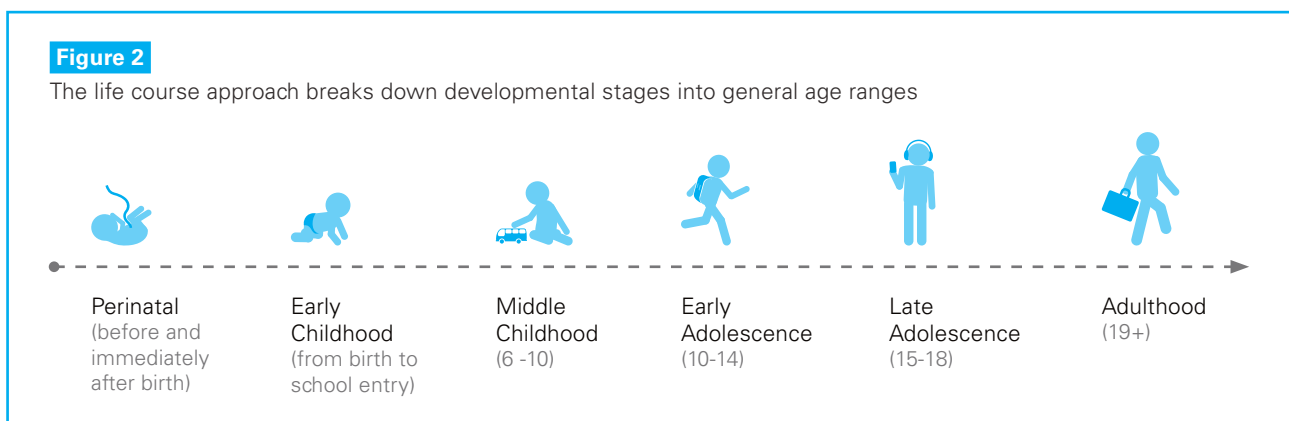 Figure 2
The life course approach breaks down developmental stages into general age ranges
Perinatal
(before and
immediately
after birth)
Early
Childhood
(from birth to
school entry)
Middle
Childhood
(6 -10)
Early
Adolescence
(10-14)
Late
Adolescence
(15-18)
Adulthood
(19+)